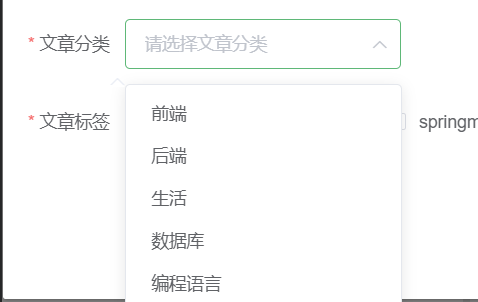 * 文章分类 请选择文章分类
前端
* 文章标签 springm
后端
生活
数据库
编程语言